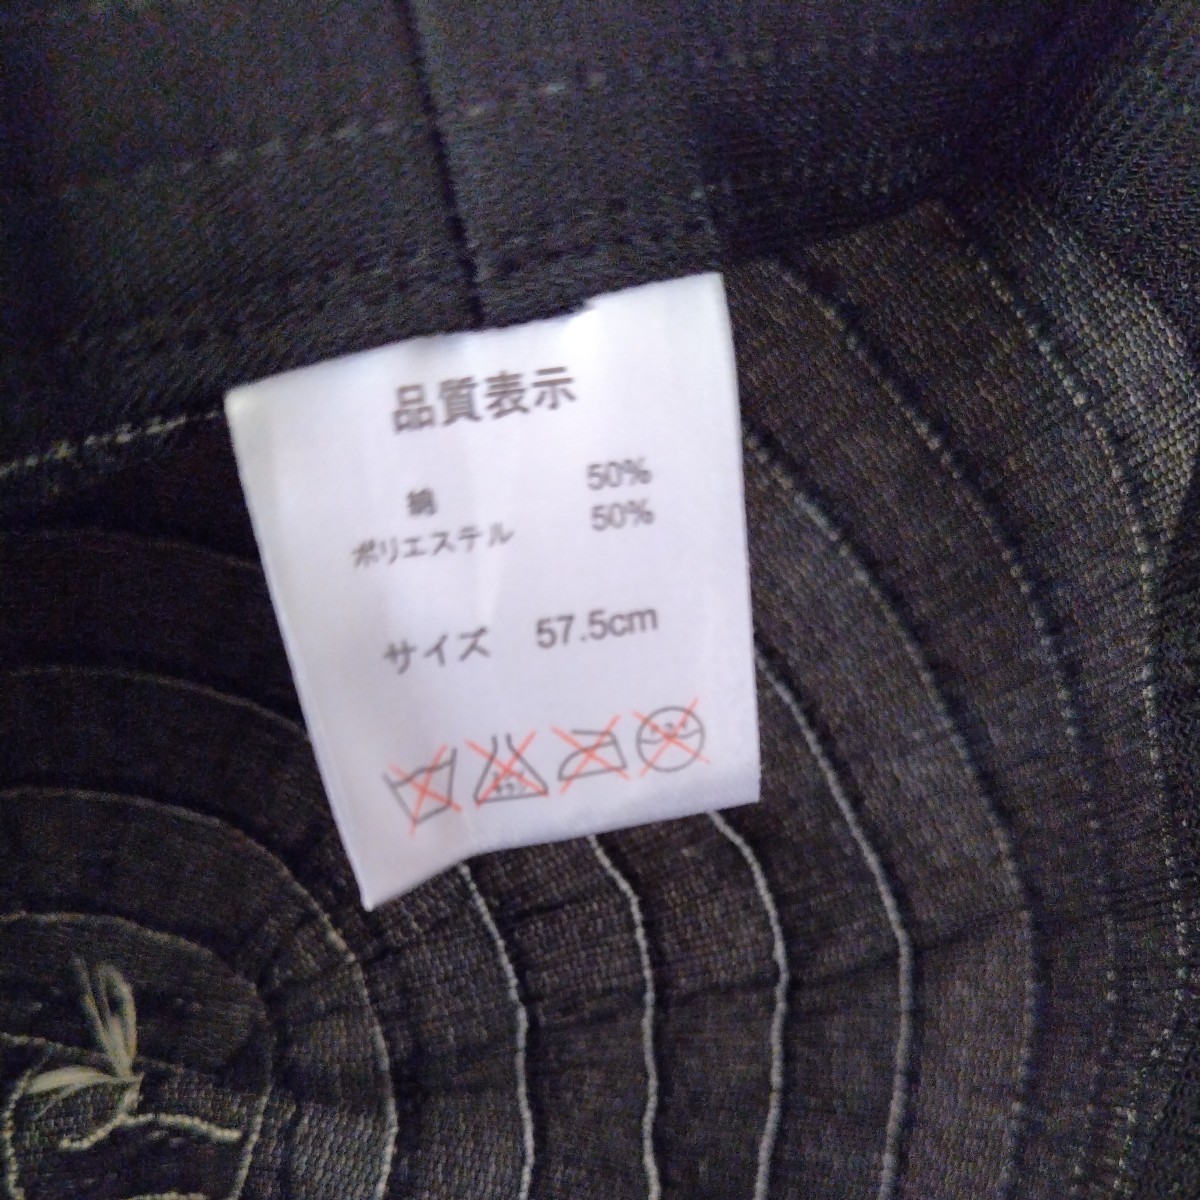 品質表示
綿 50%
ポリエステル 50%
サイズ 57.5cm